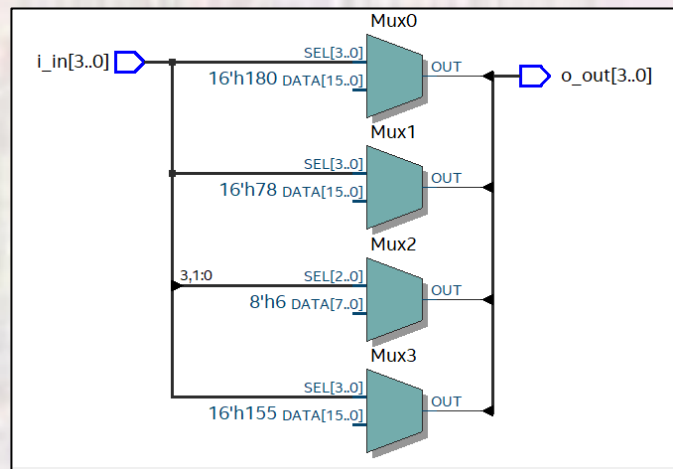 Mux0
i_in[3..0]
SEL[3..0]
16'h180 DATA[15..0]
OUT
o_out[3..0]
Mux1
SEL[3..0]
16'h78 DATA[15..0]
OUT
Mux2
3,1:0
SEL[2..0]
8'h6 DATA[7..0]
OUT
Mux3
SEL[3..0]
16'h155 DATA[15..0]
OUT